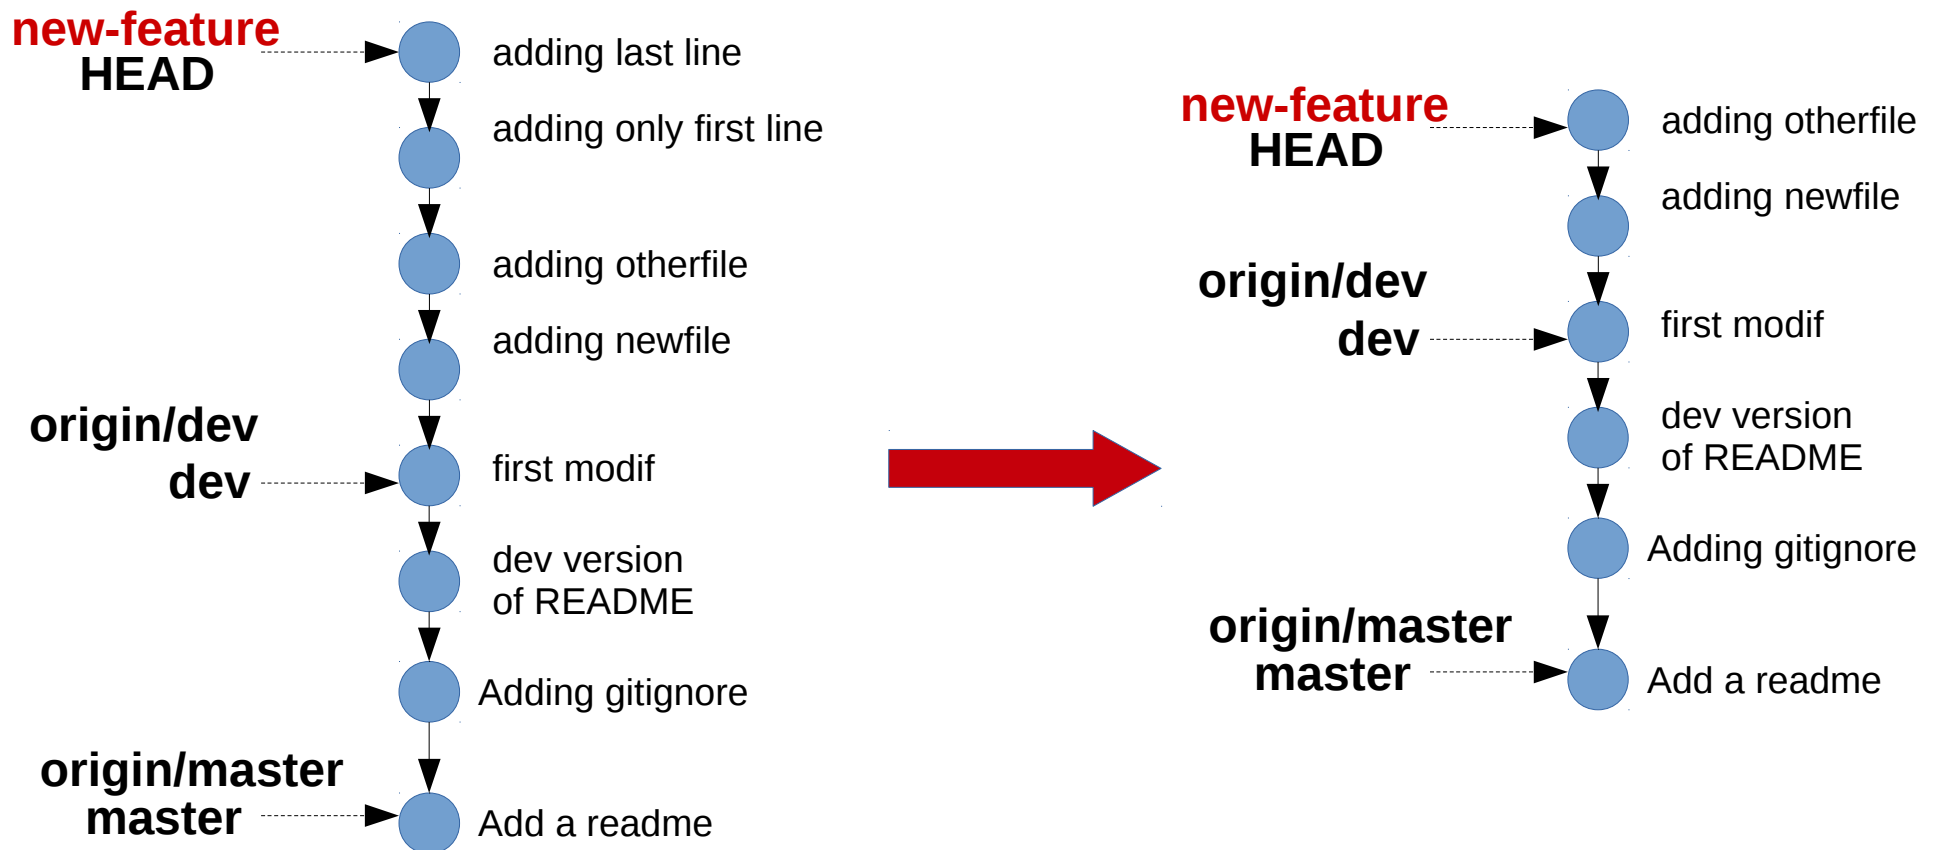 new-feature
HEAD
adding last line
adding only first line
adding otherfile
adding newfile
origin/dev
dev
first modif
dev version
of README
Adding gitignore
origin/master
master
Add a readme
new-feature
HEAD
adding otherfile
adding newfile
origin/dev
dev
first modif
dev version
of README
Adding gitignore
origin/master
master
Add a readme